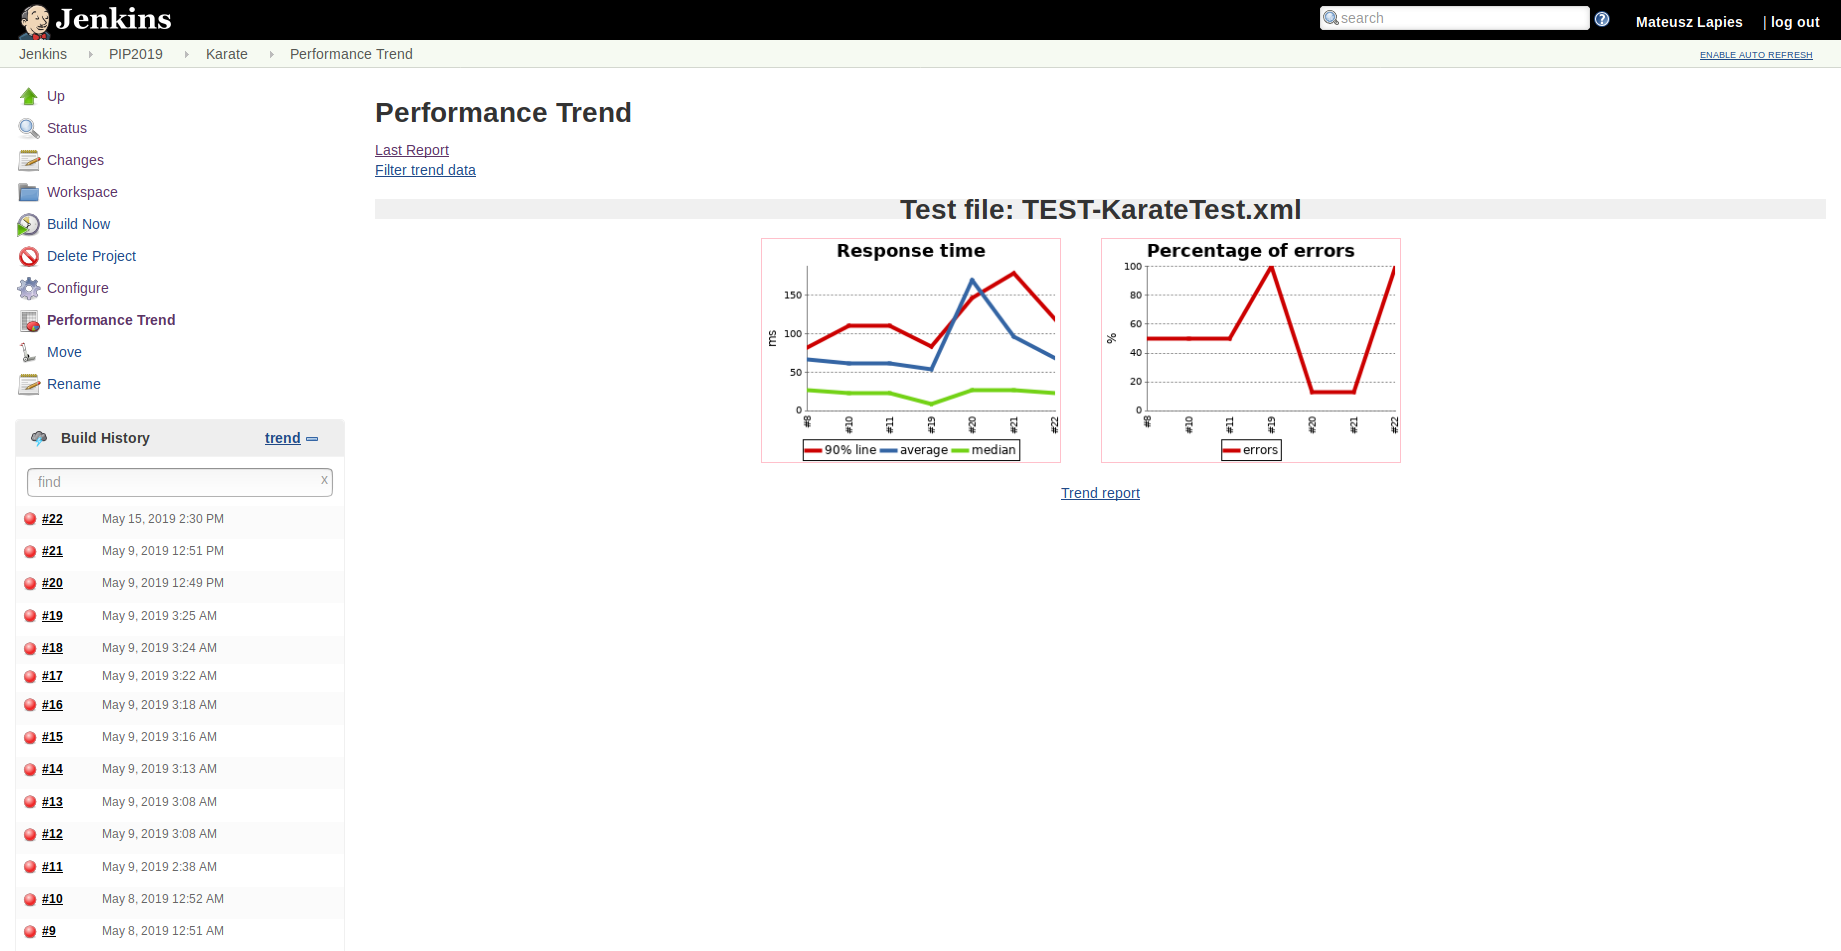 Jenkins
search
Mateusz Lapies | log out
Jenkins PIP2019 Karate Performance Trend
ENABLE AUTO REFRESH
Up
Status
Changes
Workspace
Build Now
Delete Project
Configure
Performance Trend
Move
Rename
Build History trend
find x
#22 May 15, 2019 2:30 PM
#21 May 9, 2019 12:51 PM
#20 May 9, 2019 12:49 PM
#19 May 9, 2019 3:25 AM
#18 May 9, 2019 3:24 AM
#17 May 9, 2019 3:22 AM
#16 May 9, 2019 3:18 AM
#15 May 9, 2019 3:16 AM
#14 May 9, 2019 3:13 AM
#13 May 9, 2019 3:08 AM
#12 May 9, 2019 3:08 AM
#11 May 9, 2019 2:38 AM
#10 May 8, 2019 12:52 AM
#9 May 8, 2019 12:51 AM
Performance Trend
Last Report
Filter trend data
Test file: TEST-KarateTest.xml
Response time
150
100
50
0
ms
#8 #10 #11 #19 #20 #21 #22
90% line average median
Percentage of errors
100
80
60
40
20
0
%
#8 #10 #11 #19 #20 #21 #22
errors
Trend report